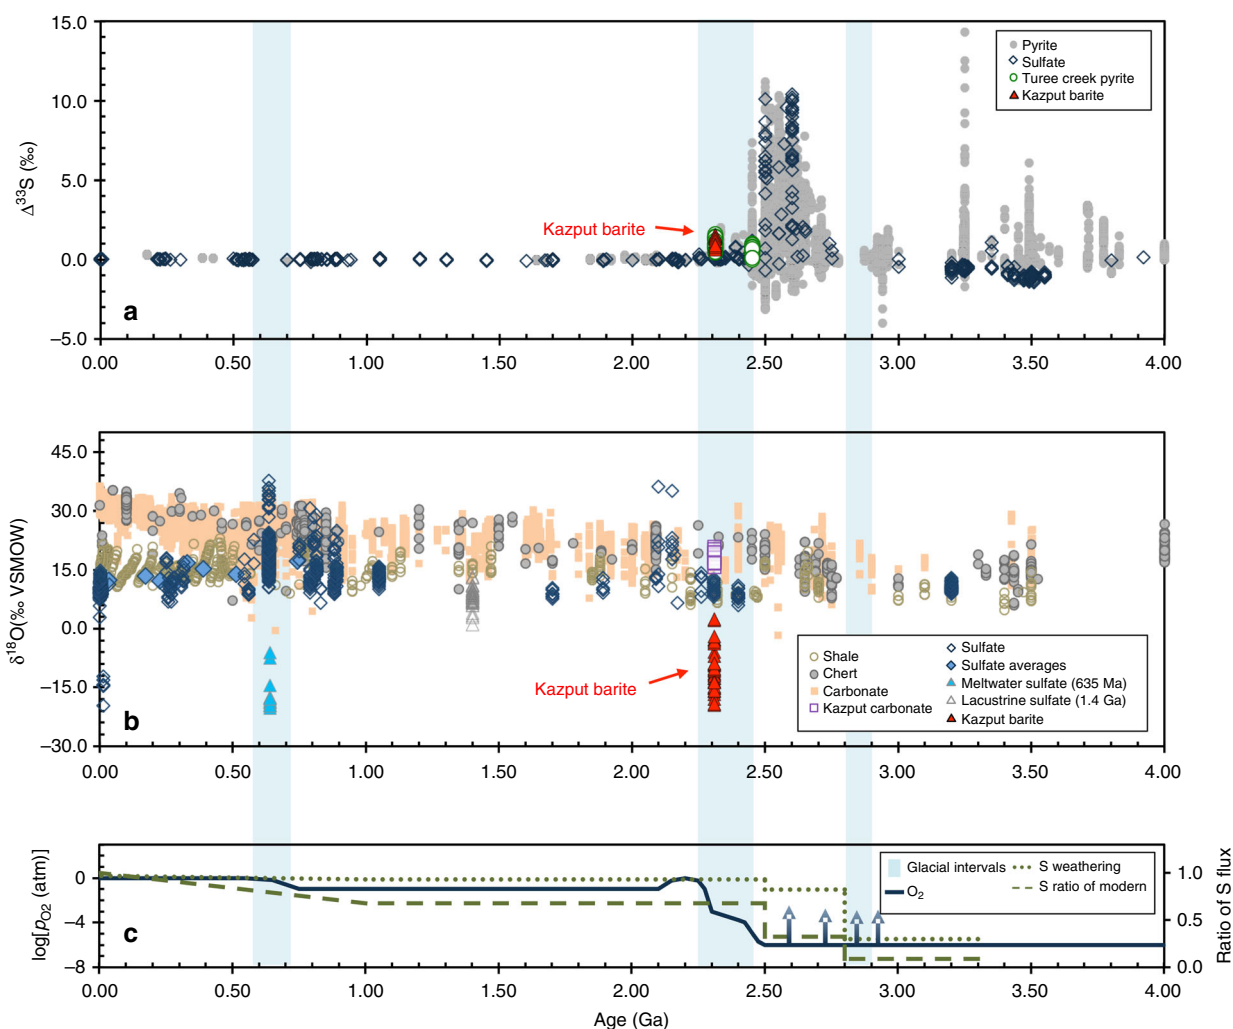 15.0
10.0
5.0
0.0
−5.0
Δ³³S (‰)
Pyrite
Sulfate
Turee creek pyrite
Kazput barite
Kazput barite
a
0.00 0.50 1.00 1.50 2.00 2.50 3.00 3.50 4.00
45.0
30.0
15.0
0.0
−15.0
−30.0
δ¹⁸O(‰ VSMOW)
Kazput barite
Shale
Chert
Carbonate
Kazput carbonate
Sulfate
Sulfate averages
Meltwater sulfate (635 Ma)
Lacustrine sulfate (1.4 Ga)
Kazput barite
b
0.00 0.50 1.00 1.50 2.00 2.50 3.00 3.50 4.00
0
−4
−8
log[pO2 (atm)]
c
Glacial intervals
O₂
S weathering
S ratio of modern
1.0
0.5
0.0
Ratio of S flux
0.00 0.50 1.00 1.50 2.00 2.50 3.00 3.50 4.00
Age (Ga)